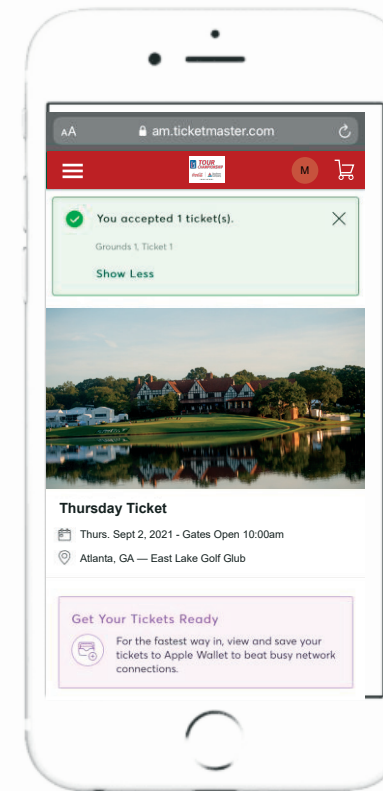 AA am.ticketmaster.com
TOUR
CHAMPIONSHIP
M
You accepted 1 ticket(s).
Grounds 1, Ticket 1
Show Less
Thursday Ticket
Thurs. Sept 2, 2021 - Gates Open 10:00am
Atlanta, GA — East Lake Golf Glub
Get Your Tickets Ready
For the fastest way in, view and save your
tickets to Apple Wallet to beat busy network
connections.